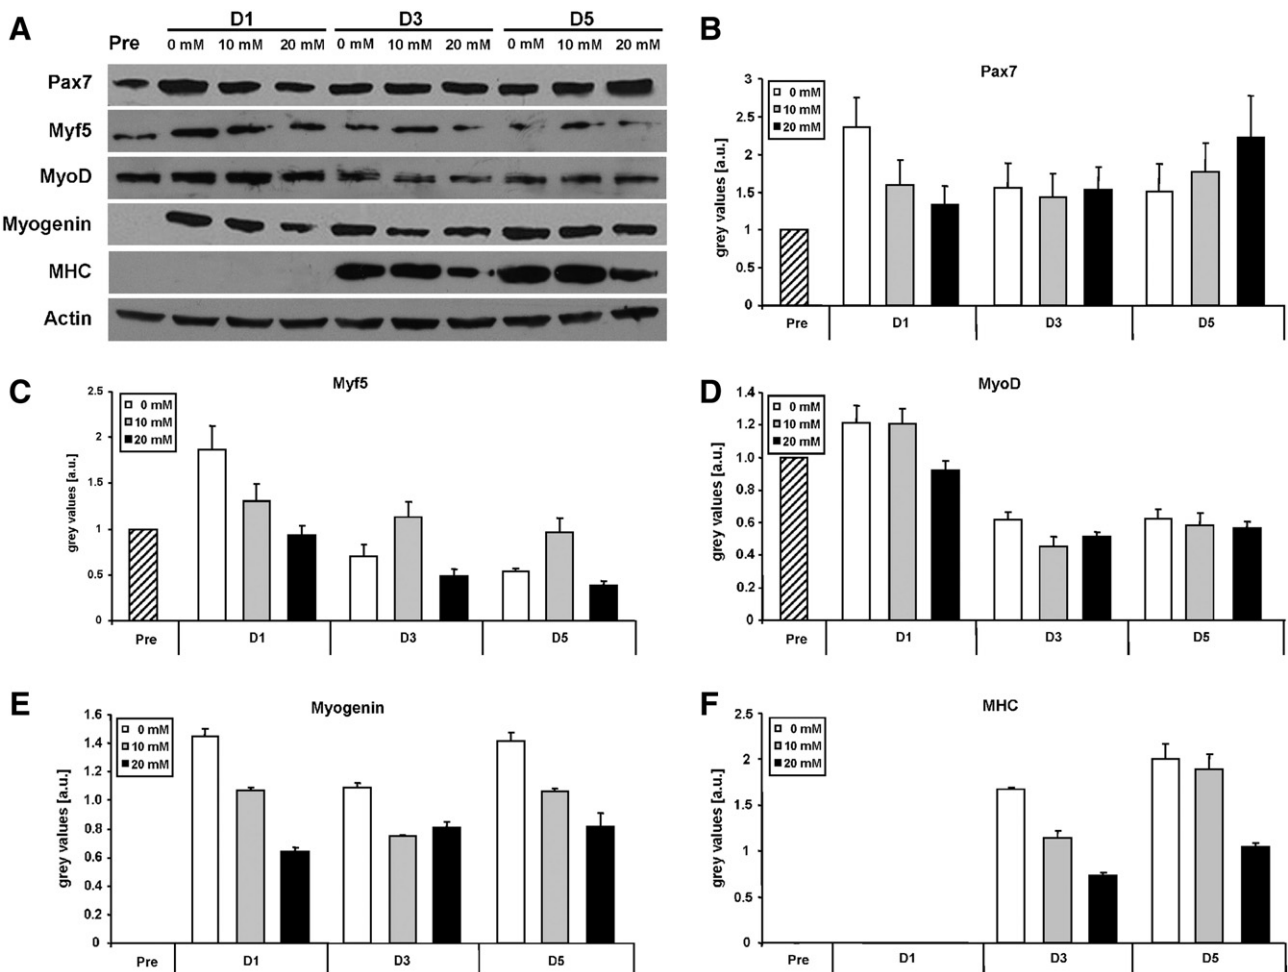 A
D1 D3 D5
Pre 0 mM 10 mM 20 mM 0 mM 10 mM 20 mM 0 mM 10 mM 20 mM
Pax7
Myf5
MyoD
Myogenin
MHC
Actin
B
Pax7
grey values [a.u.]
3
2.5
2
1.5
1
0.5
0
0 mM
10 mM
20 mM
Pre D1 D3 D5
C
Myf5
grey values [a.u.]
2.5
2
1.5
1
0.5
0
0 mM
10 mM
20 mM
Pre D1 D3 D5
D
MyoD
grey values [a.u.]
1.4
1.2
1.0
0.8
0.6
0.4
0.2
0
0 mM
10 mM
20 mM
Pre D1 D3 D5
E
Myogenin
grey values [a.u.]
1.6
1.4
1.2
1.0
0.8
0.6
0.4
0.2
0
0 mM
10 mM
20 mM
Pre D1 D3 D5
F
MHC
grey values [a.u.]
2.5
2
1.5
1
0.5
0
0 mM
10 mM
20 mM
Pre D1 D3 D5